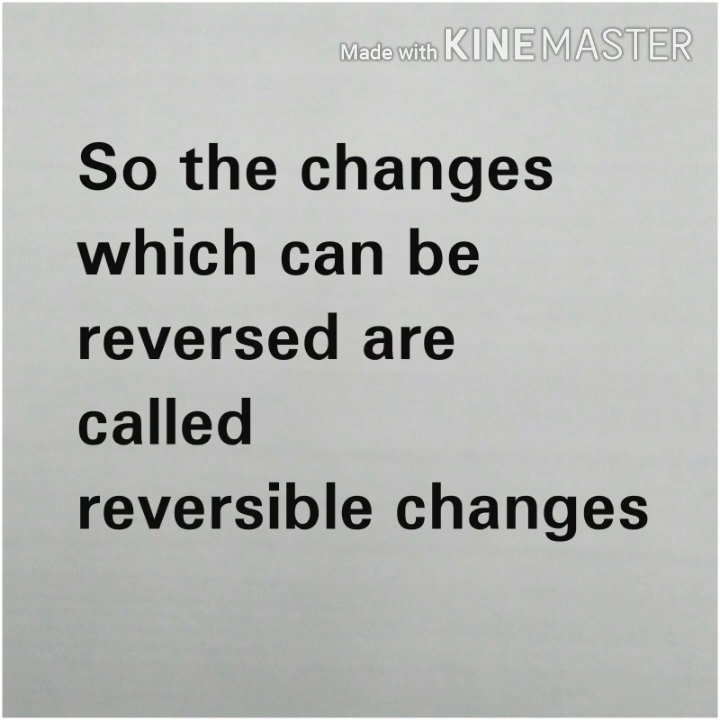 Made with KINEMASTER
So the changes
which can be
reversed are
called
reversible changes